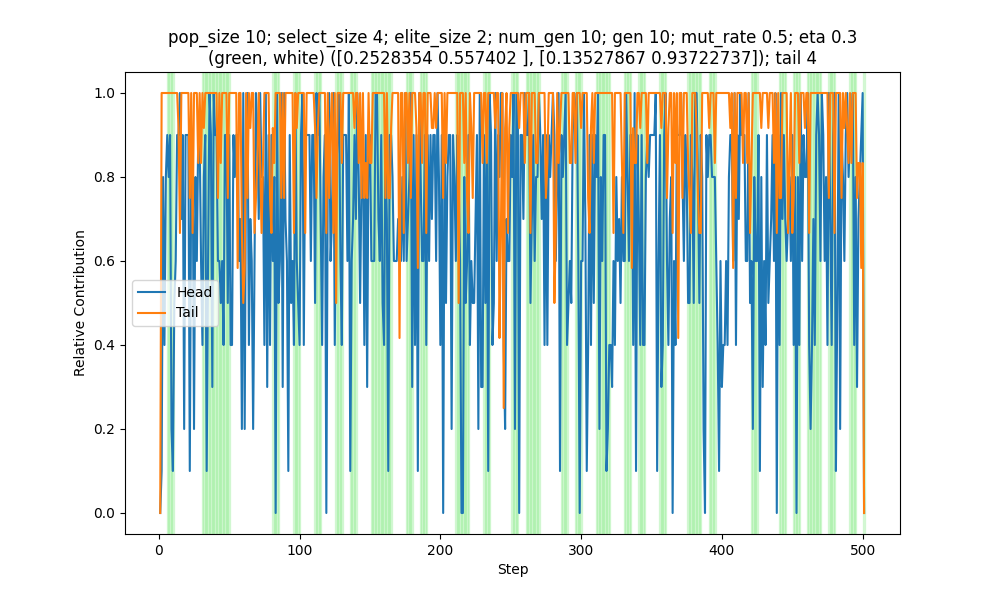 pop_size 10; select_size 4; elite_size 2; num_gen 10; gen 10; mut_rate 0.5; eta 0.3
(green, white) ([0.2528354 0.557402 ], [0.13527867 0.93722737]); tail 4
1.0
0.8
0.6
0.4
0.2
0.0
Relative Contribution
Head
Tail
0
100
200
300
400
500
Step